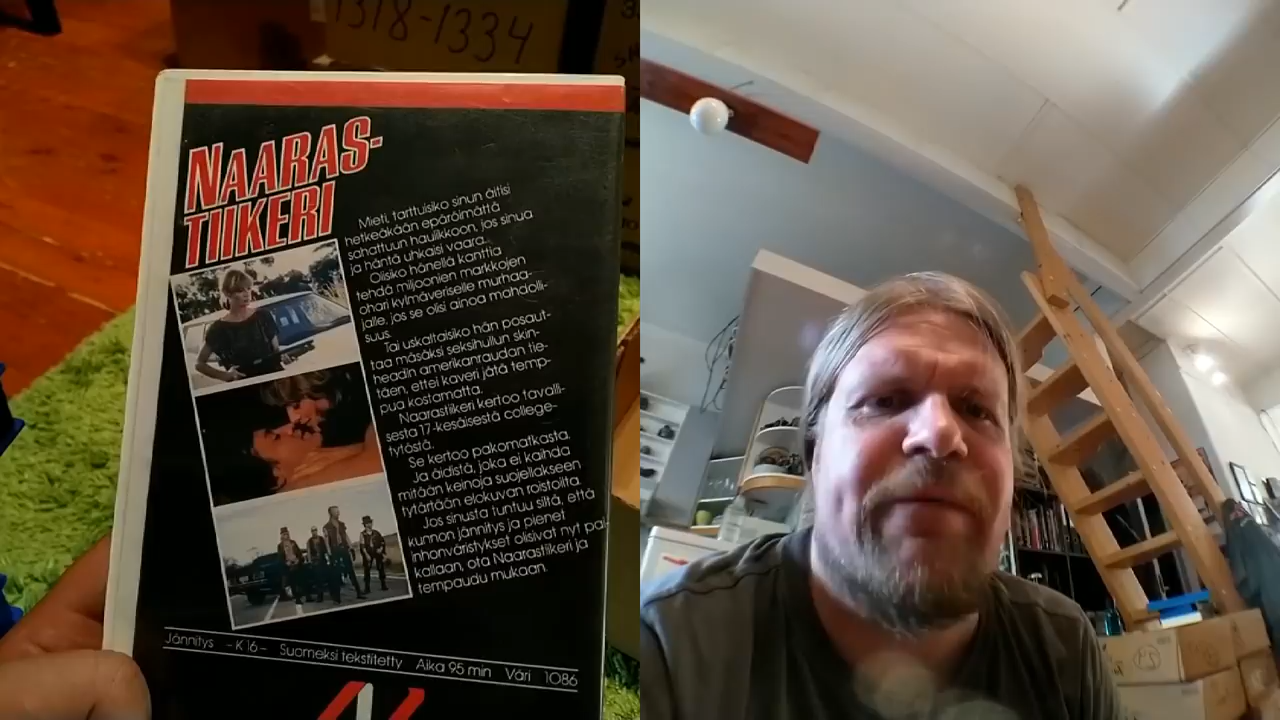 1318-1334
NAARAS-
TIIKERI
Mieti, tarttuisiko sinun äitisi
hetkeäkään epäröimättä
sahattuun haulikkoon, jos sinua
ja häntä uhkaisi vaara.
Olisiko hänellä kanttia
tehdä miljoonien markkojen
ohari kylmäveriselle murhaa-
jalle, jos se olisi ainoa mahdolli-
suus.
Tai uskaltaisiko hän posaut-
taa mäsäksi seksihullun skin-
headin amerikanraudan tie-
täen, ettei kaveri jätä temp-
pua kostamatta.
Naarastiikeri kertoo tavalli-
sesta 17-kesäisestä college-
tytöstä.
Se kertoo pakomatkasta.
Ja äidistä, joka ei kaihda
mitään keinoja suojellakseen
tytärtään elokuvan roistoilta.
Jos sinusta tuntuu siltä, että
kunnon jännitys ja pienet
inhonväristykset olisivat nyt pai-
kallaan, ota Naarastiikeri ja
tempaudu mukaan.
Jännitys - K 16 - Suomeksi tekstitetty Aika 95 min Väri 1086